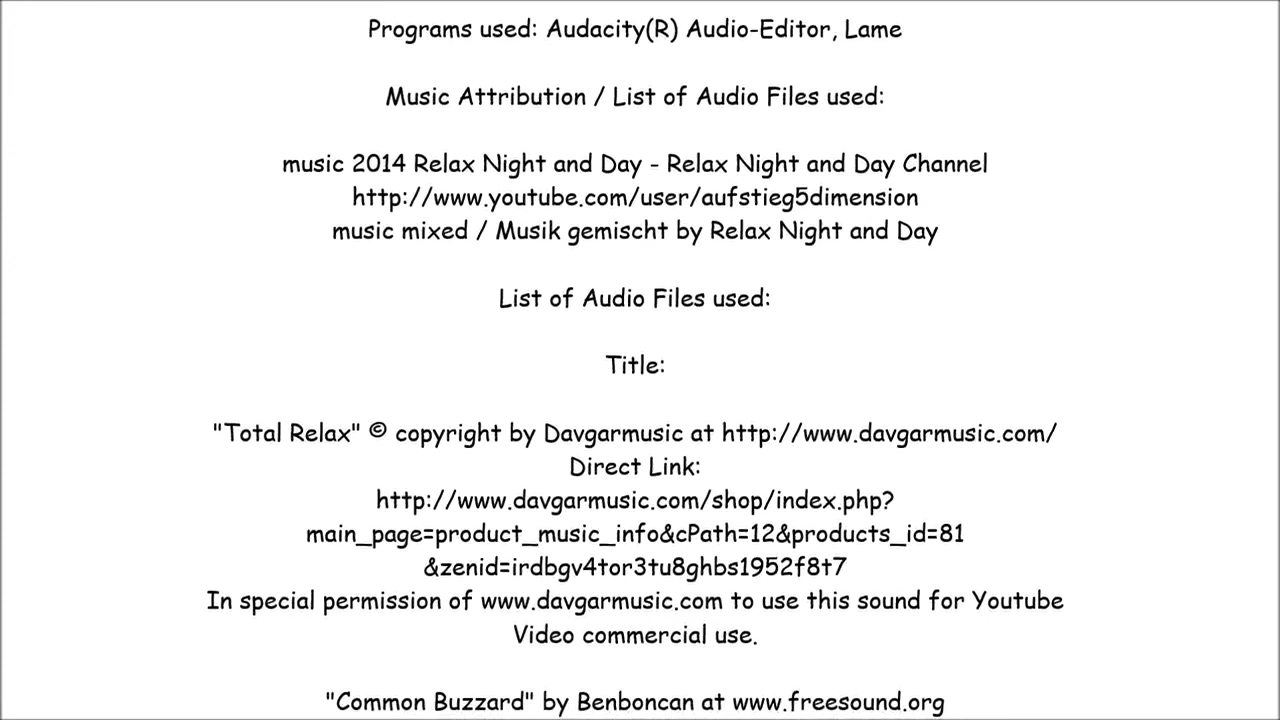 Programs used: Audacity(R) Audio-Editor, Lame
Music Attribution / List of Audio Files used:
music 2014 Relax Night and Day - Relax Night and Day Channel
http://www.youtube.com/user/aufstieg5dimension
music mixed / Musik gemischt by Relax Night and Day
List of Audio Files used:
Title:
"Total Relax" © copyright by Davgarmusic at http://www.davgarmusic.com/
Direct Link:
http://www.davgarmusic.com/shop/index.php?
main_page=product_music_info&cPath=12&products_id=81
&zenid=irdbgv4tor3tu8ghbs1952f8t7
In special permission of www.davgarmusic.com to use this sound for Youtube
Video commercial use.
"Common Buzzard" by Benboncan at www.freesound.org